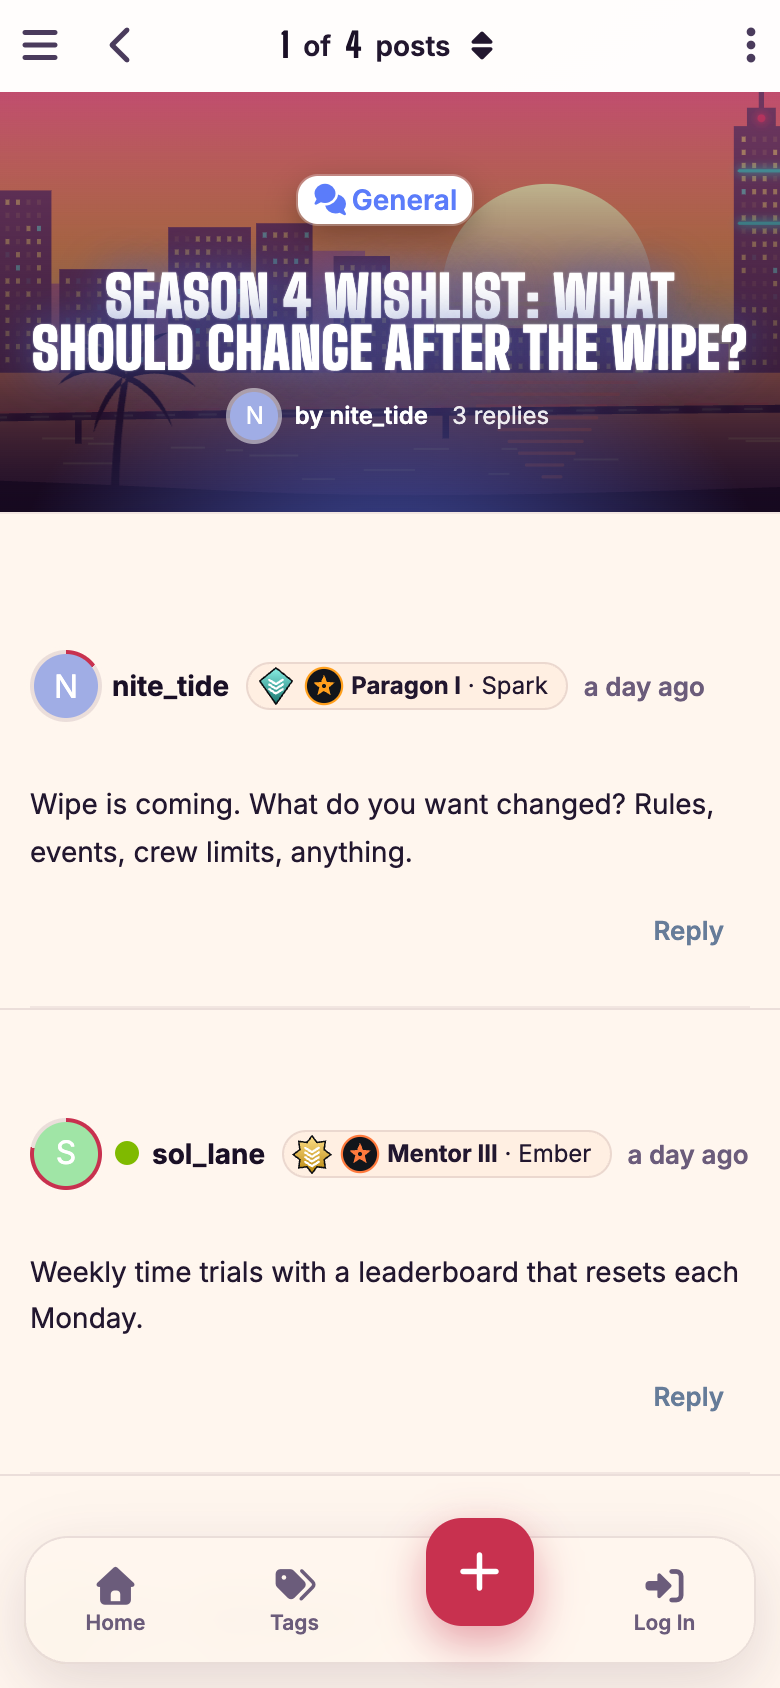 1 of 4 posts
General
SEASON 4 WISHLIST: WHAT
SHOULD CHANGE AFTER THE WIPE?
N by nite_tide 3 replies
N nite_tide Paragon I · Spark a day ago
Wipe is coming. What do you want changed? Rules,
events, crew limits, anything.
Reply
S sol_lane Mentor III · Ember a day ago
Weekly time trials with a leaderboard that resets each
Monday.
Reply
Home Tags Log In